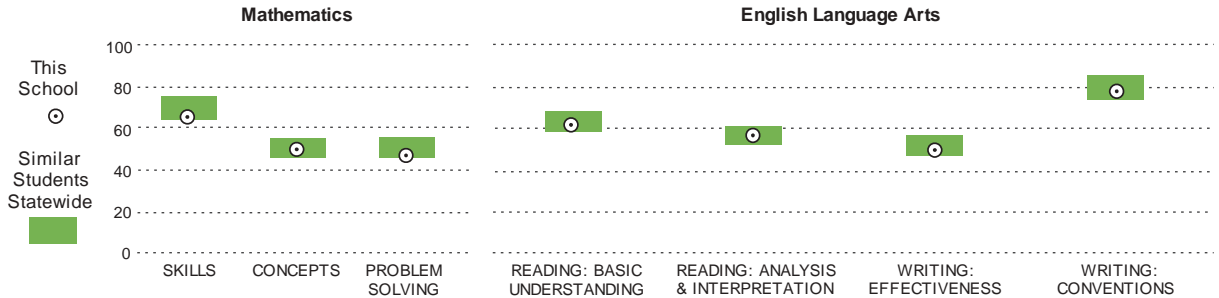 Mathematics
English Language Arts
This
School
Similar
Students
Statewide
100
80
60
40
20
0
SKILLS
CONCEPTS
PROBLEM
SOLVING
READING: BASIC
UNDERSTANDING
READING: ANALYSIS
& INTERPRETATION
WRITING:
EFFECTIVENESS
WRITING:
CONVENTIONS